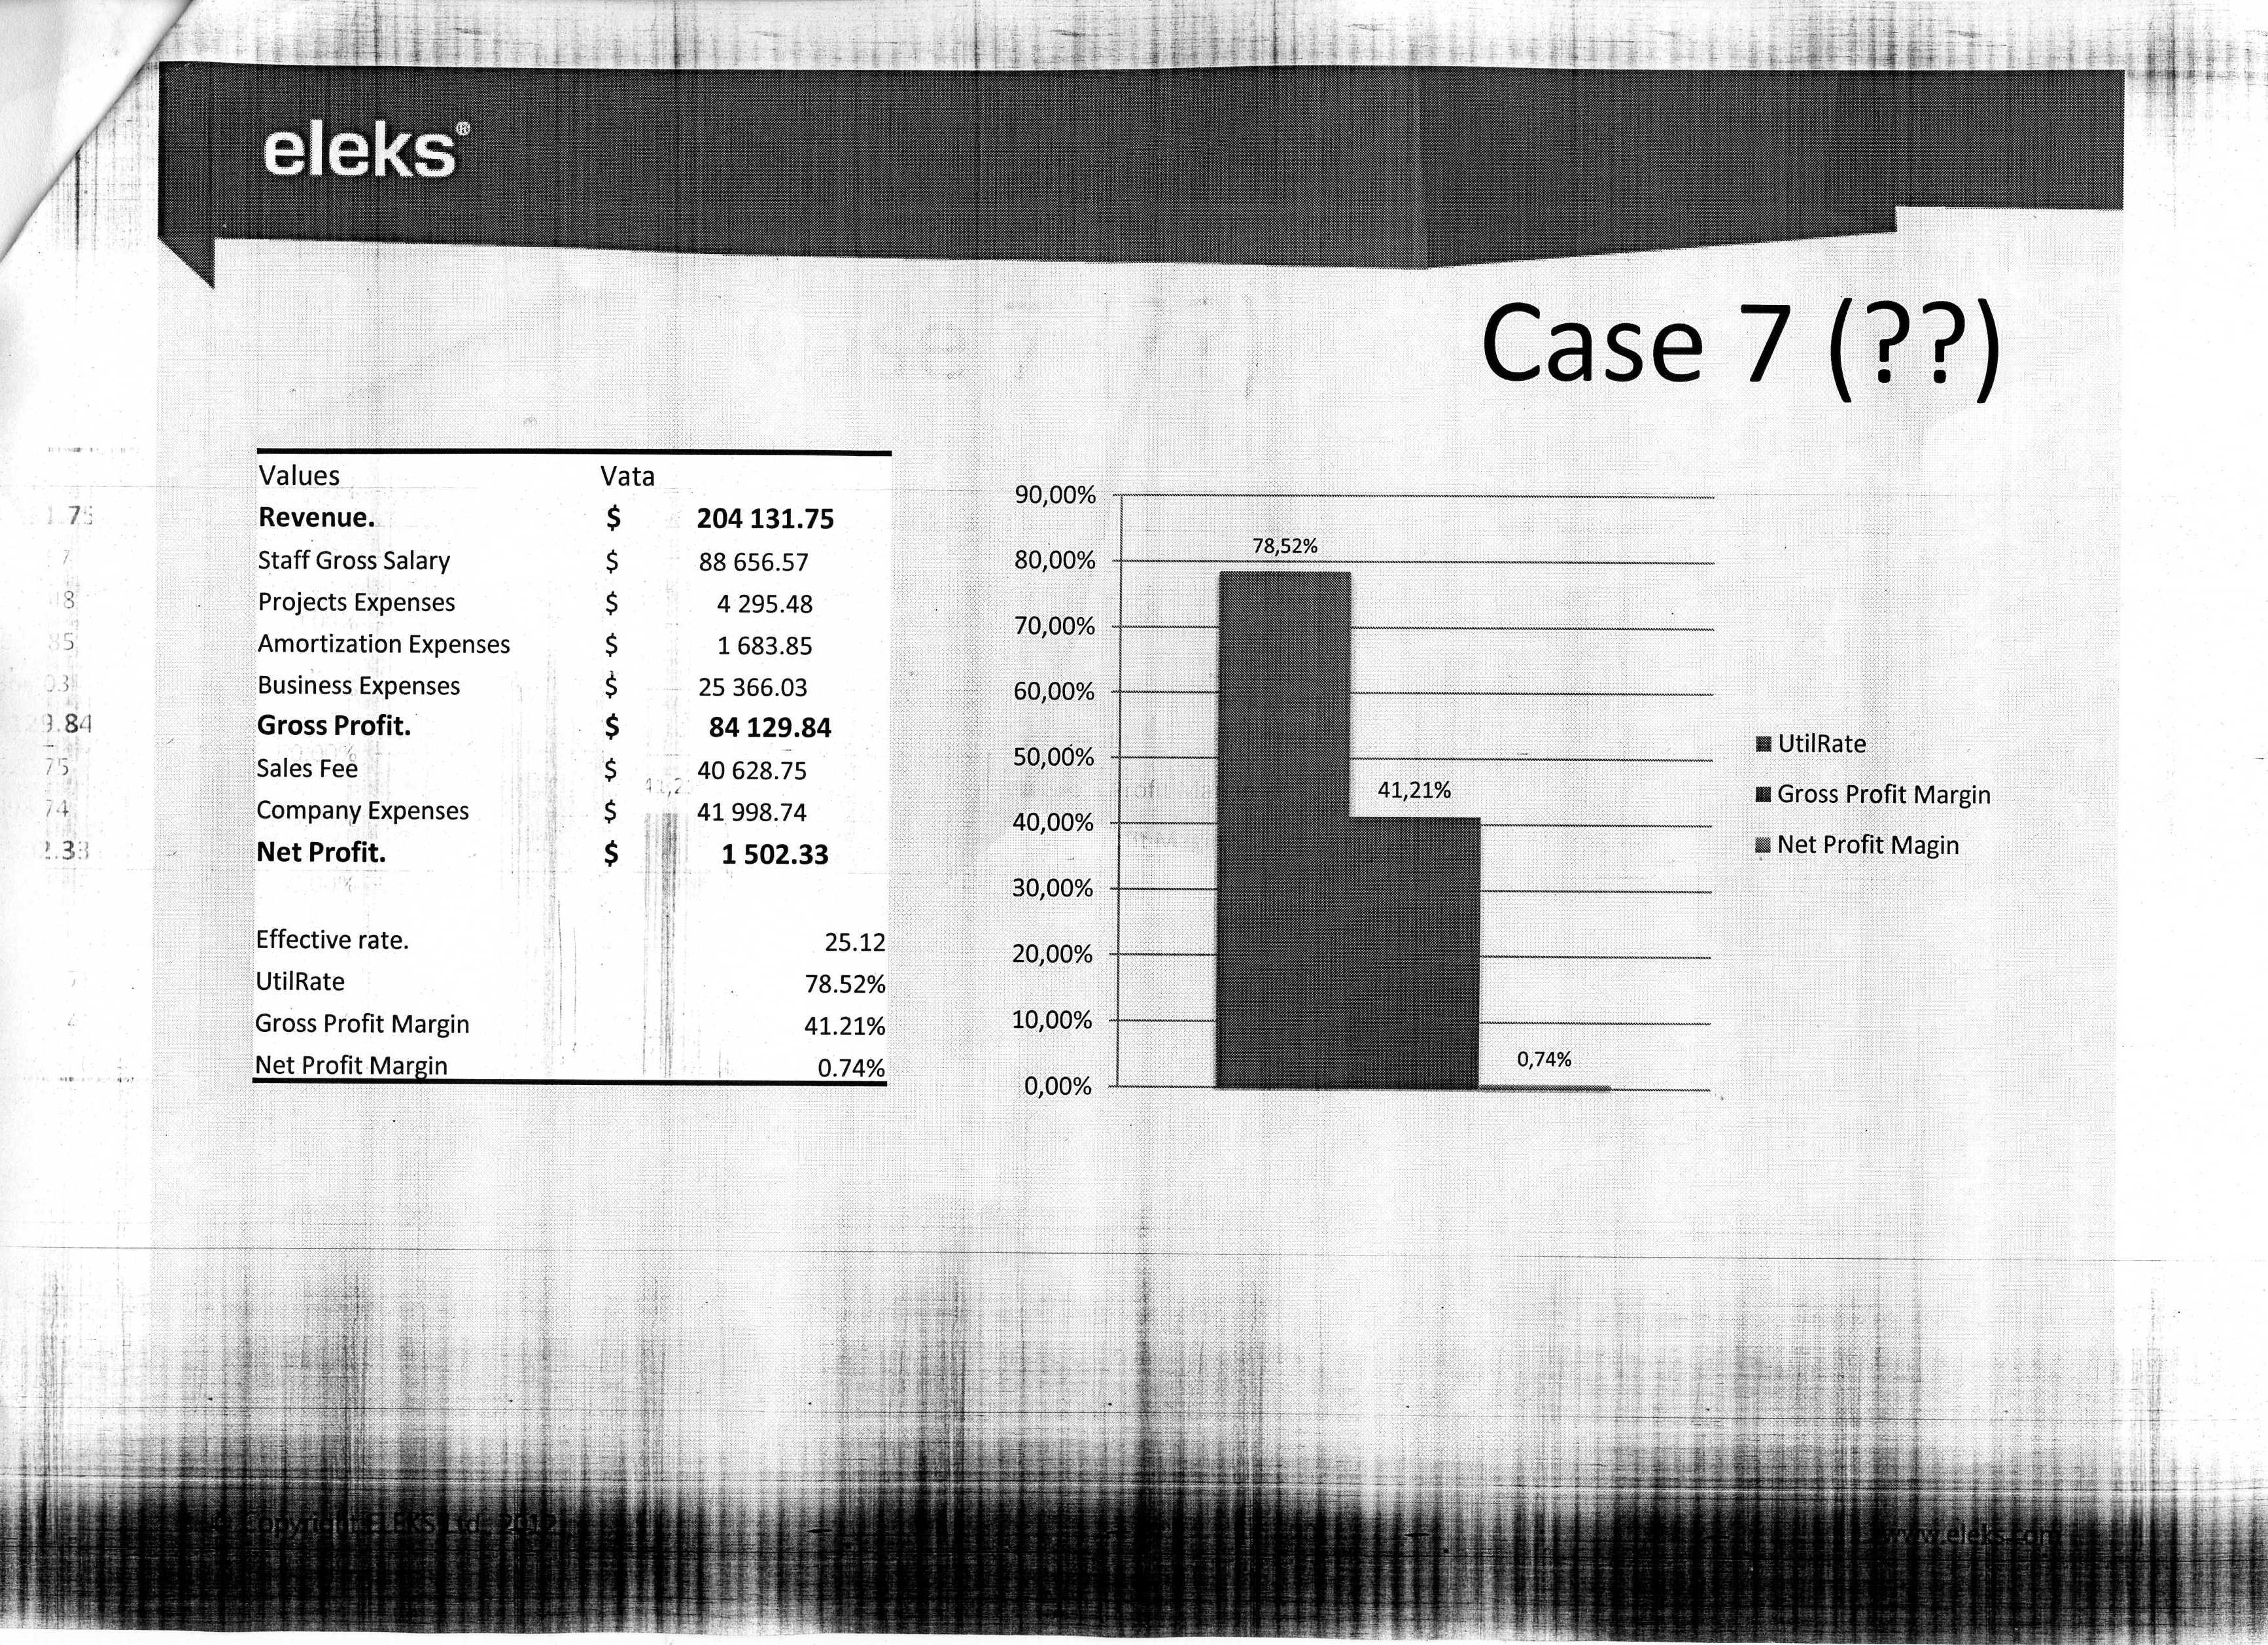 eleks®
Case 7 (??)
Values Vata
Revenue. $ 204 131.75
Staff Gross Salary $ 88 656.57
Projects Expenses $ 4 295.48
Amortization Expenses $ 1 683.85
Business Expenses $ 25 366.03
Gross Profit. $ 84 129.84
Sales Fee $ 40 628.75
Company Expenses $ 41 998.74
Net Profit. $ 1 502.33
Effective rate. 25.12
UtilRate 78.52%
Gross Profit Margin 41.21%
Net Profit Margin 0.74%
90,00%
80,00%
70,00%
60,00%
50,00%
40,00%
30,00%
20,00%
10,00%
0,00%
78,52%
41,21%
0,74%
UtilRate
Gross Profit Margin
Net Profit Magin
© Copyright ELEKS Ltd. 2012
www.eleks.com